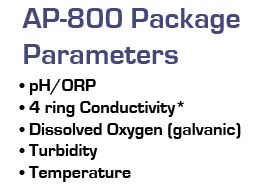 AP-800 Package
Parameters
• pH/ORP
• 4 ring Conductivity*
• Dissolved Oxygen (galvanic)
• Turbidity
• Temperature